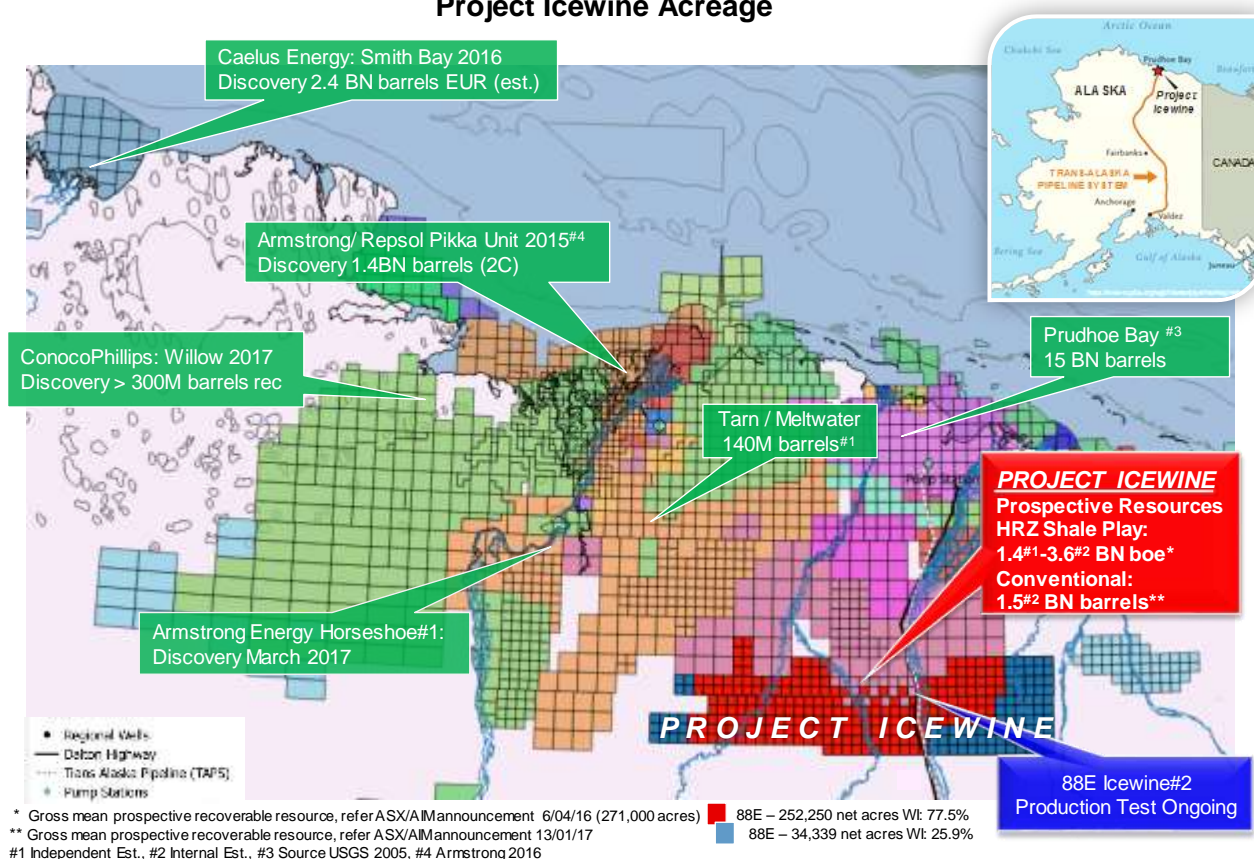 Project Icewine Acreage
Caelus Energy: Smith Bay 2016
Discovery 2.4 BN barrels EUR (est.)
Arctic Ocean
Chukchi Sea
Prudhoe Bay
Beaufort
Project
Icewine
ALASKA
Fairbanks
CANADA
TRANS-ALASKA
PIPELINE SYSTEM
Anchorage
Valdez
Bering Sea
Gulf of Alaska
Juneau
Armstrong/ Repsol Pikka Unit 2015#4
Discovery 1.4BN barrels (2C)
ConocoPhillips: Willow 2017
Discovery > 300M barrels rec
Prudhoe Bay #3
15 BN barrels
Tarn / Meltwater
140M barrels#1
PROJECT ICEWINE
Prospective Resources
HRZ Shale Play:
1.4#1-3.6#2 BN boe*
Conventional:
1.5#2 BN barrels**
Armstrong Energy Horseshoe#1:
Discovery March 2017
PROJECT ICEWINE
88E Icewine#2
Production Test Ongoing
Regional Wells
Dalton Highway
Trans Alaska Pipeline (TAPS)
Pump Stations
* Gross mean prospective recoverable resource, refer ASX/AIM announcement 6/04/16 (271,000 acres)
88E – 252,250 net acres WI: 77.5%
** Gross mean prospective recoverable resource, refer ASX/AIM announcement 13/01/17
88E – 34,339 net acres WI: 25.9%
#1 Independent Est., #2 Internal Est., #3 Source USGS 2005, #4 Armstrong 2016